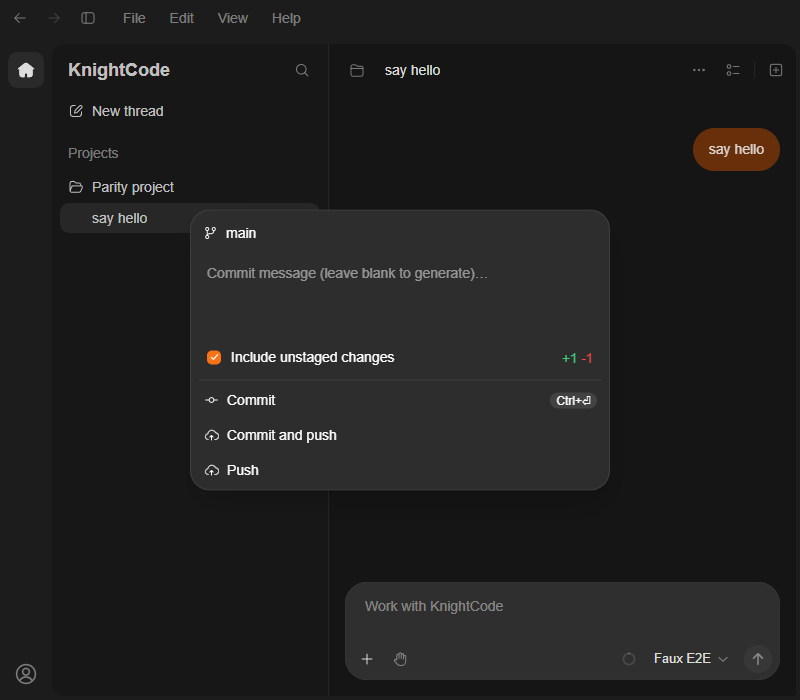 File Edit View Help
KnightCode
New thread
Projects
Parity project
say hello
say hello
say hello
main
Commit message (leave blank to generate)…
Include unstaged changes +1 -1
Commit Ctrl+⏎
Commit and push
Push
Work with KnightCode
Faux E2E